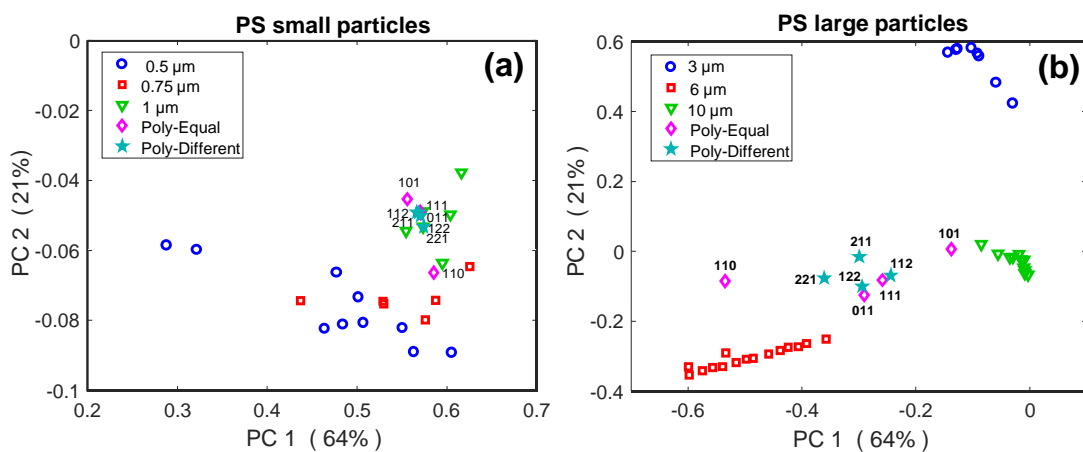 PS small particles
(a)
0.5 µm
0.75 µm
1 µm
Poly-Equal
Poly-Different
0
-0.02
-0.04
-0.06
-0.08
-0.1
PC 2 ( 21%)
101
111
112
011
211
122
221
110
0.2 0.3 0.4 0.5 0.6 0.7
PC 1 ( 64%)
PS large particles
(b)
3 µm
6 µm
10 µm
Poly-Equal
Poly-Different
0.6
0.4
0.2
0
-0.2
-0.4
PC 2 ( 21%)
101
211
110
112
221
122
111
011
-0.6 -0.4 -0.2 0
PC 1 ( 64%)